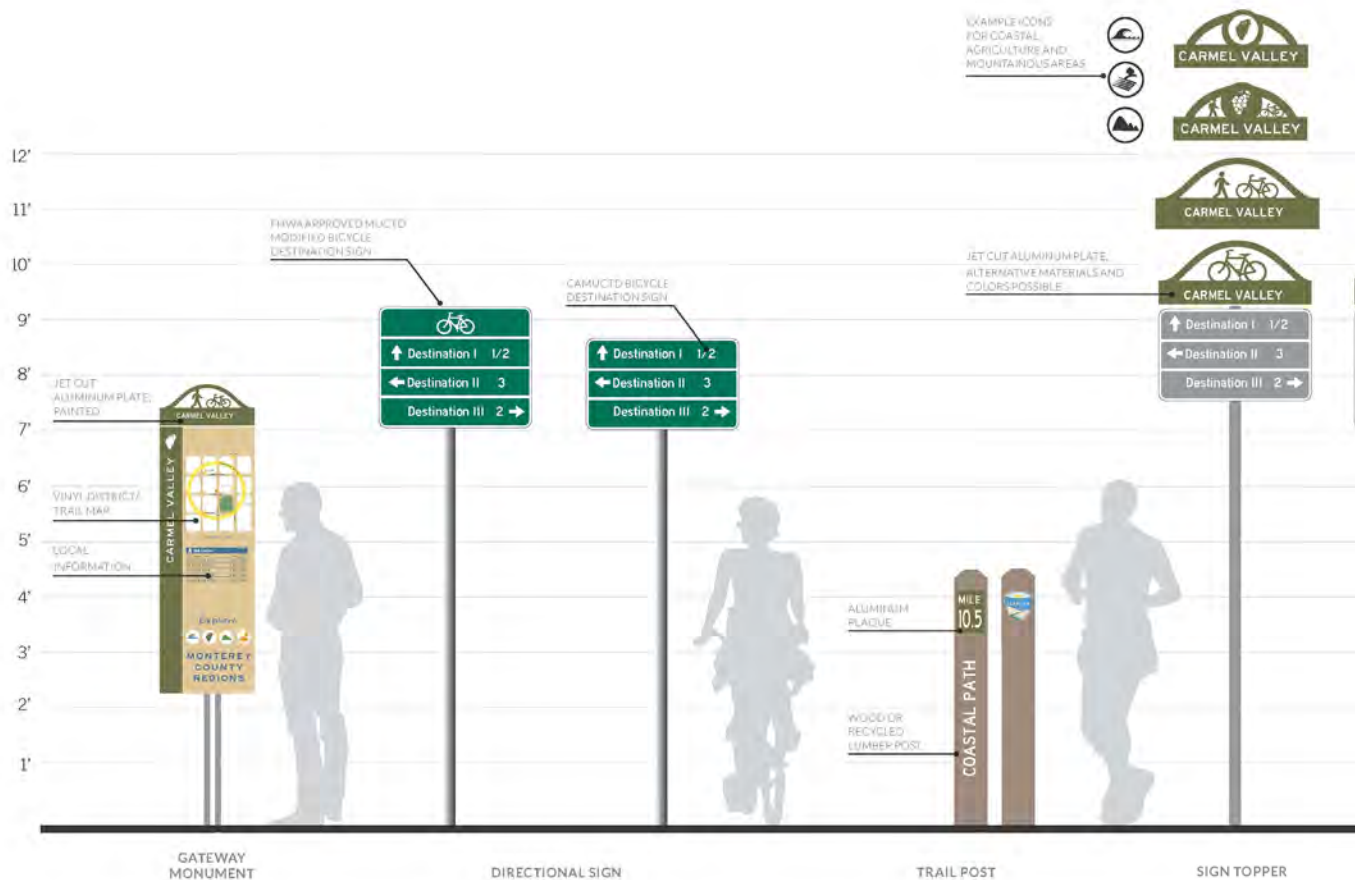 EXAMPLE ICONS
FOR COASTAL,
AGRICULTURE AND
MOUNTAINOUS AREAS
CARMEL VALLEY
CARMEL VALLEY
CARMEL VALLEY
JET CUT ALUMINUM PLATE,
ALTERNATIVE MATERIALS AND
COLORS POSSIBLE
CARMEL VALLEY
Destination I 1/2
Destination II 3
Destination III 2
12'
11'
10'
9'
8'
7'
6'
5'
4'
3'
2'
1'
FHWA APPROVED MUCTD
MODIFIED BICYCLE
DESTINATION SIGN
Destination I 1/2
Destination II 3
Destination III 2
CAMUCTD BICYCLE
DESTINATION SIGN
Destination I 1/2
Destination II 3
Destination III 2
JET CUT
ALUMINUM PLATE,
PAINTED
CARMEL VALLEY
CARMEL VALLEY
VINYL DISTRICT/
TRAIL MAP
LOCAL
INFORMATION
MONTEREY
COUNTY
REGIONS
ALUMINUM
PLAQUE
MILE
10.5
COASTAL PATH
WOOD OR
RECYCLED
LUMBER POST
GATEWAY
MONUMENT
DIRECTIONAL SIGN
TRAIL POST
SIGN TOPPER